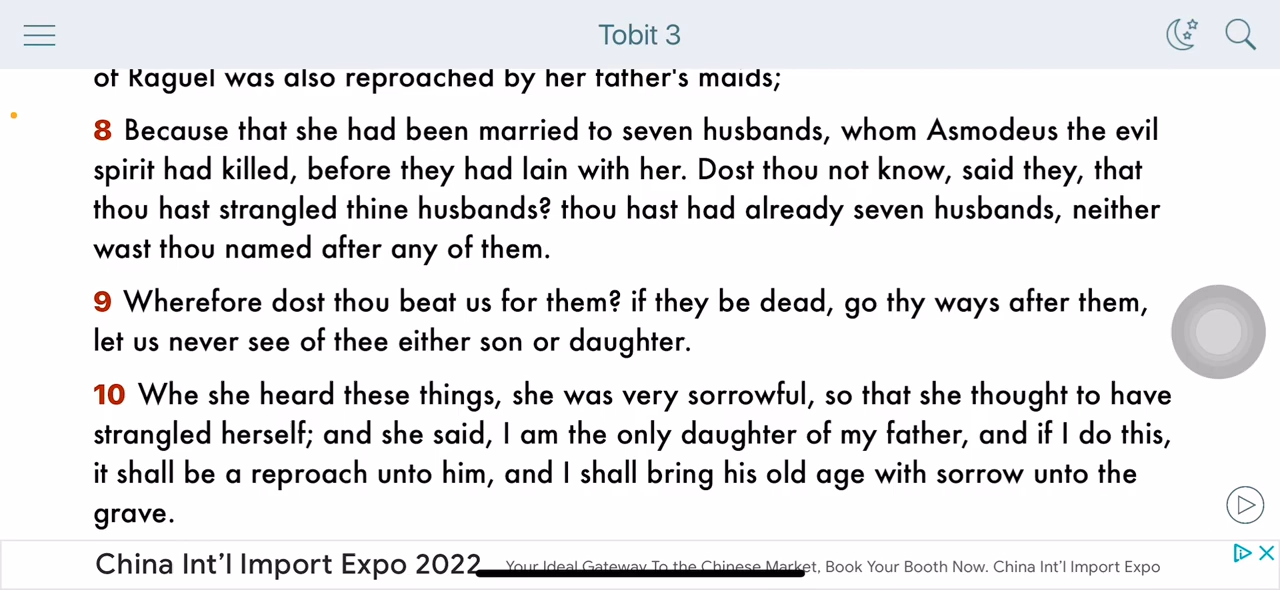 Tobit 3
of Raguel was also reproached by her father's maids;
8 Because that she had been married to seven husbands, whom Asmodeus the evil
spirit had killed, before they had lain with her. Dost thou not know, said they, that
thou hast strangled thine husbands? thou hast had already seven husbands, neither
wast thou named after any of them.
9 Wherefore dost thou beat us for them? if they be dead, go thy ways after them,
let us never see of thee either son or daughter.
10 Whe she heard these things, she was very sorrowful, so that she thought to have
strangled herself; and she said, I am the only daughter of my father, and if I do this,
it shall be a reproach unto him, and I shall bring his old age with sorrow unto the
grave.
China Int'l Import Expo 2022 Your Ideal Gateway To the Chinese Market, Book Your Booth Now. China Int'l Import Expo